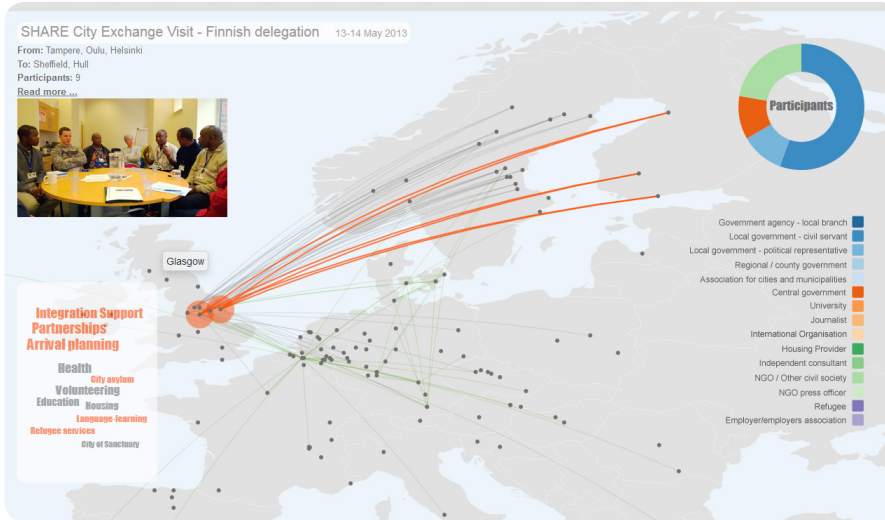 SHARE City Exchange Visit - Finnish delegation 13-14 May 2013
From: Tampere, Oulu, Helsinki
To: Sheffield, Hull
Participants: 9
Read more ...
Participants
Glasgow
Integration Support
Partnerships
Arrival planning
Health
City asylum
Volunteering
Education Housing
Language-learning
Refugee services
City of Sanctuary
Government agency - local branch
Local government - civil servant
Local government - political representative
Regional / county government
Association for cities and municipalities
Central government
University
Journalist
International Organisation
Housing Provider
Independent consultant
NGO / Other civil society
NGO press officer
Refugee
Employer/employers association